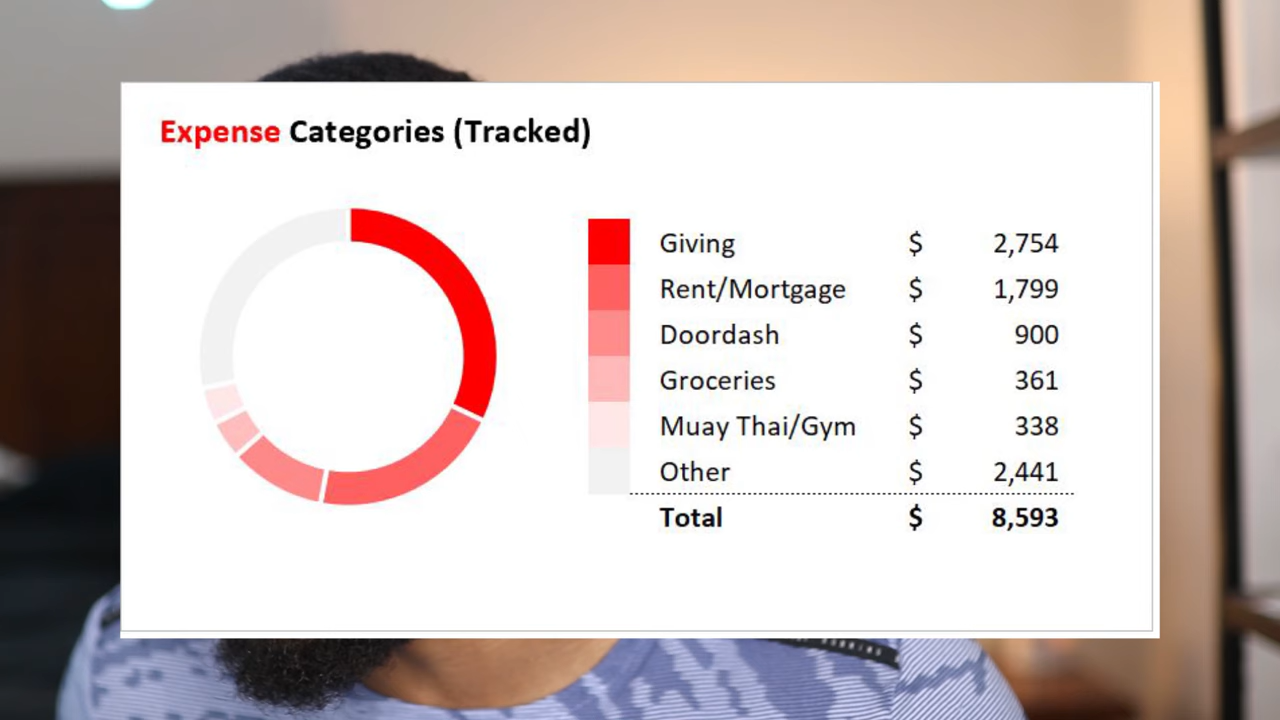 Expense Categories (Tracked)
Giving $ 2,754
Rent/Mortgage $ 1,799
Doordash $ 900
Groceries $ 361
Muay Thai/Gym $ 338
Other $ 2,441
Total $ 8,593